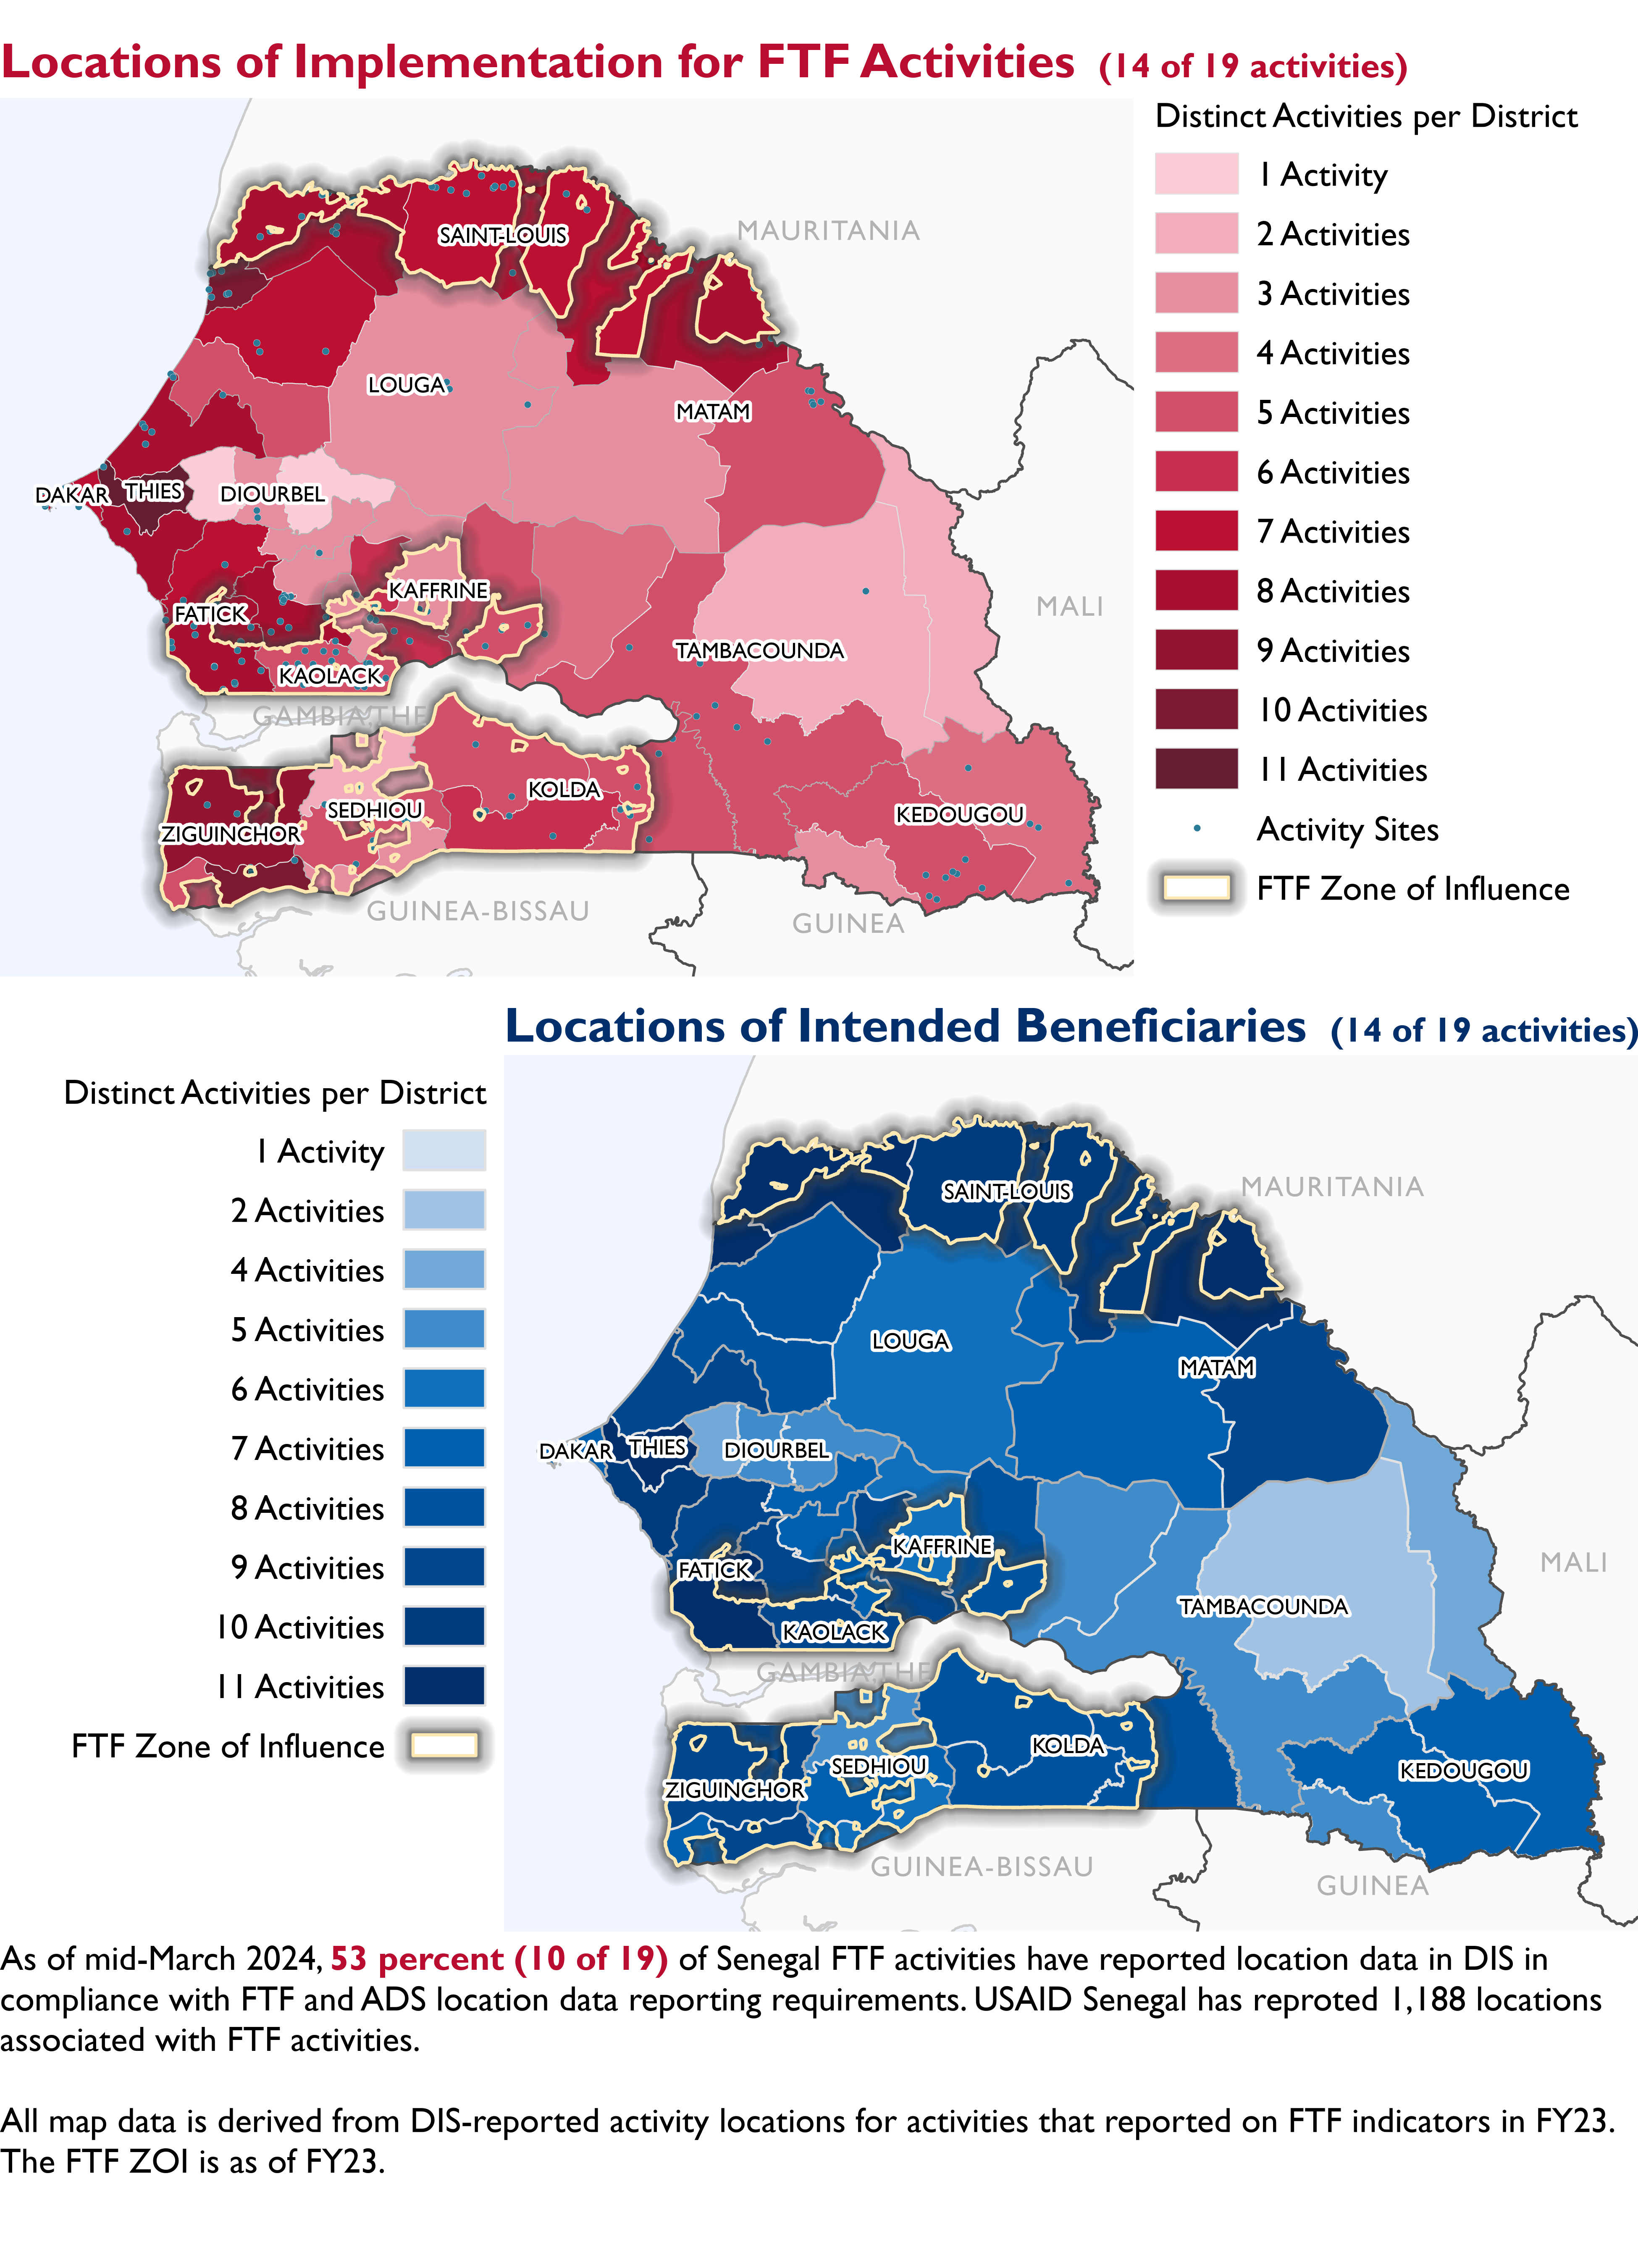 Locations of Implementation for FTF Activities (14 of 19 activities)
Distinct Activities per District
1 Activity
2 Activities
3 Activities
4 Activities
5 Activities
6 Activities
7 Activities
8 Activities
9 Activities
10 Activities
11 Activities
Activity Sites
FTF Zone of Influence
MAURITANIA
SAINT-LOUIS
LOUGA
MATAM
DAKAR
THIES
DIOURBEL
KAFFRINE
MALI
FATICK
TAMBACOUNDA
KAOLACK
GAMBIA,THE
KOLDA
SEDHIOU
KEDOUGOU
ZIGUINCHOR
GUINEA-BISSAU
GUINEA
Locations of Intended Beneficiaries (14 of 19 activities)
Distinct Activities per District
1 Activity
2 Activities
4 Activities
5 Activities
6 Activities
7 Activities
8 Activities
9 Activities
10 Activities
11 Activities
FTF Zone of Influence
MAURITANIA
SAINT-LOUIS
LOUGA
MATAM
DAKAR
THIES
DIOURBEL
KAFFRINE
MALI
FATICK
TAMBACOUNDA
KAOLACK
GAMBIA,THE
KOLDA
SEDHIOU
KEDOUGOU
ZIGUINCHOR
GUINEA-BISSAU
GUINEA
As of mid-March 2024, 53 percent (10 of 19) of Senegal FTF activities have reported location data in DIS in
compliance with FTF and ADS location data reporting requirements. USAID Senegal has reproted 1,188 locations
associated with FTF activities.
All map data is derived from DIS-reported activity locations for activities that reported on FTF indicators in FY23.
The FTF ZOI is as of FY23.